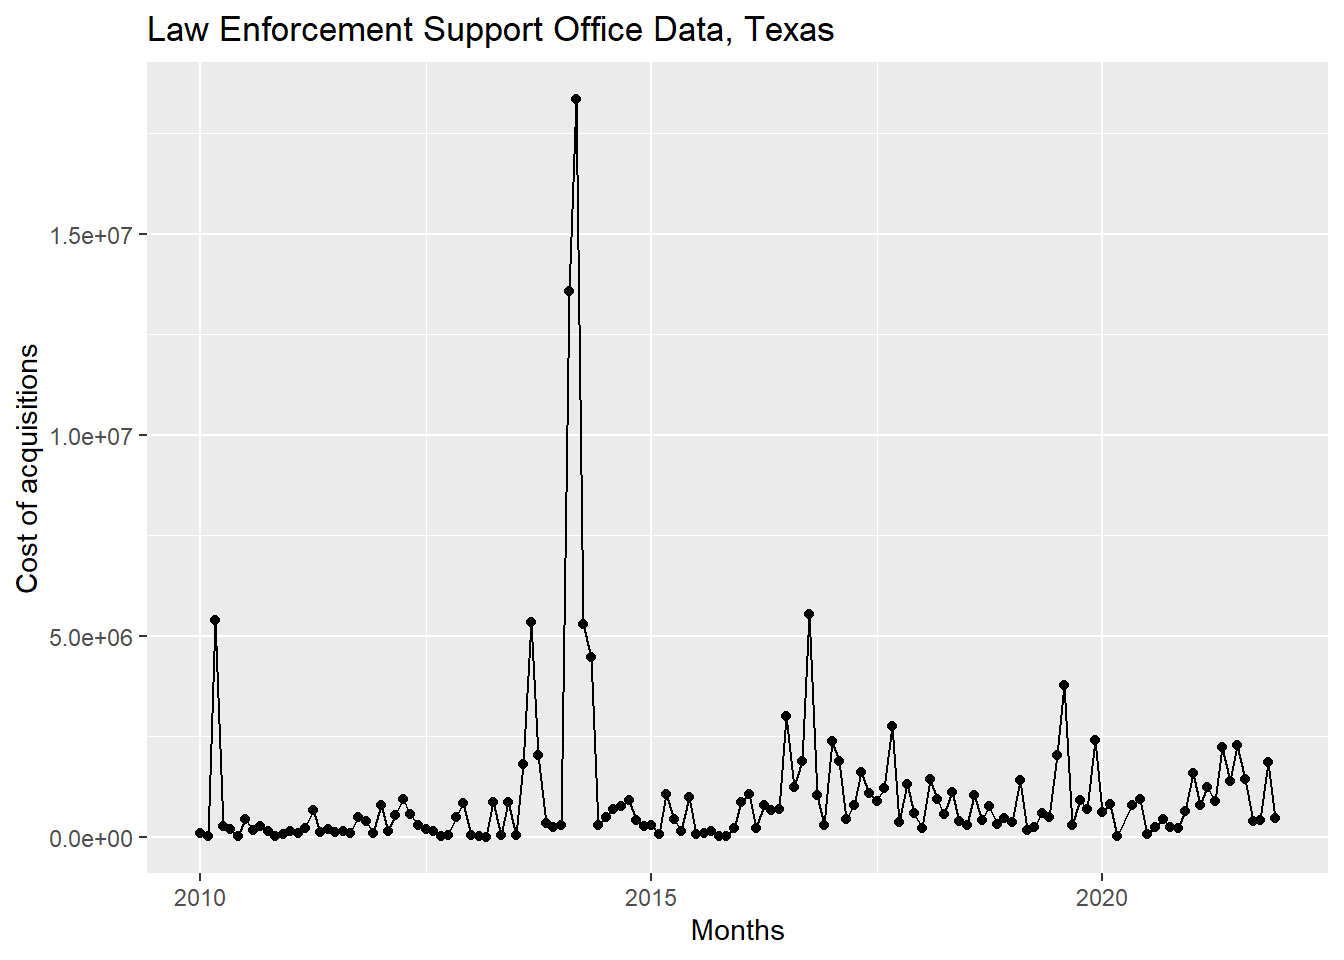 Law Enforcement Support Office Data, Texas
Cost of acquisitions
1.5e+07
1.0e+07
5.0e+06
0.0e+00
2010 2015 2020
Months